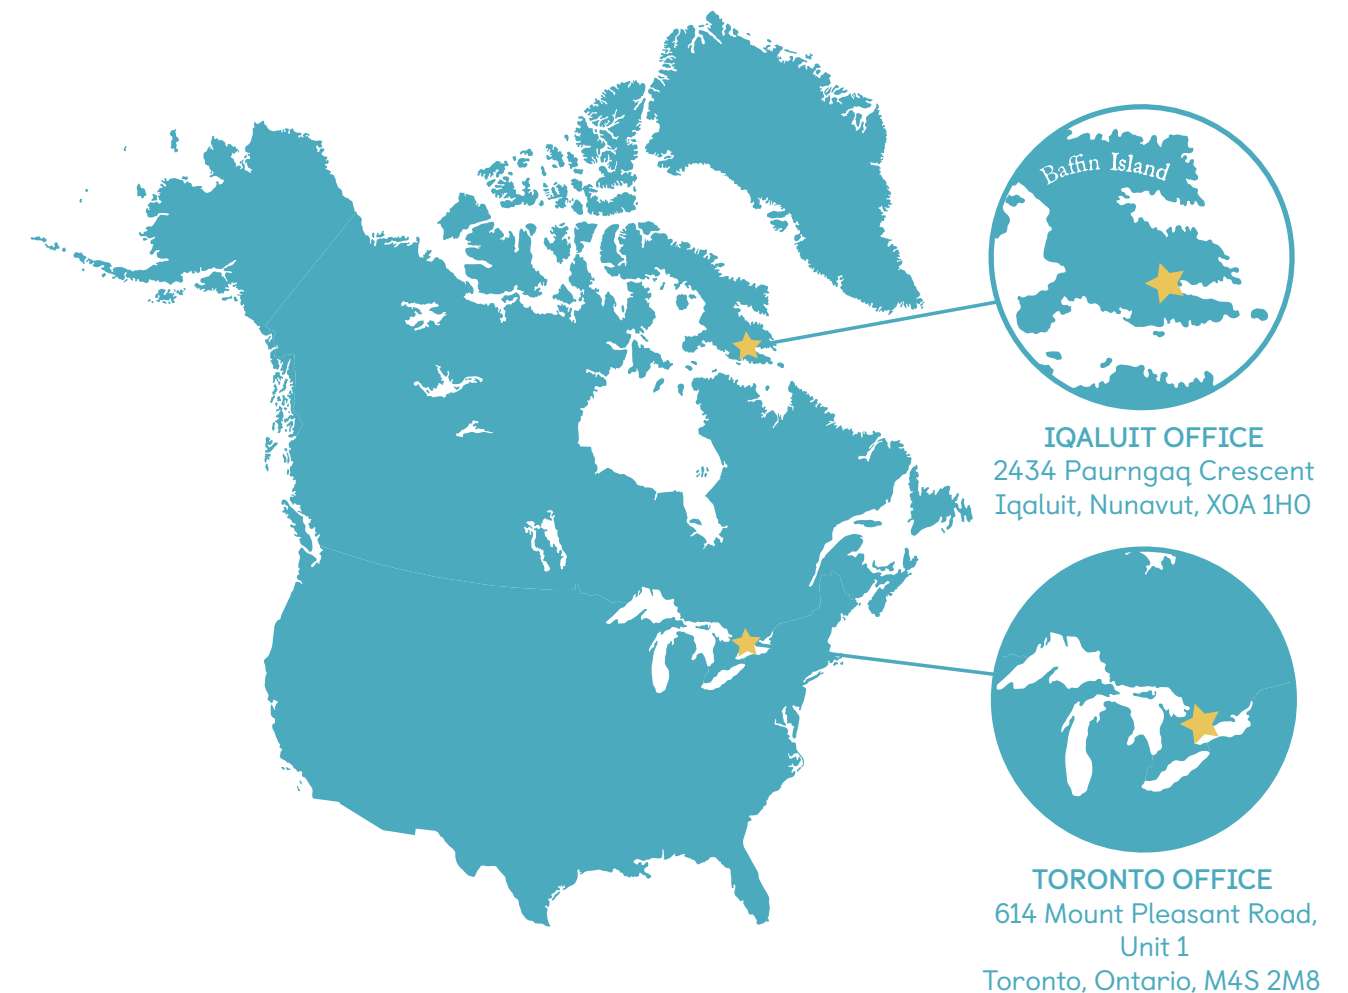 Baffin Island
IQALUIT OFFICE
2434 Paurngaq Crescent
Iqaluit, Nunavut, X0A 1H0
TORONTO OFFICE
614 Mount Pleasant Road,
Unit 1
Toronto, Ontario, M4S 2M8